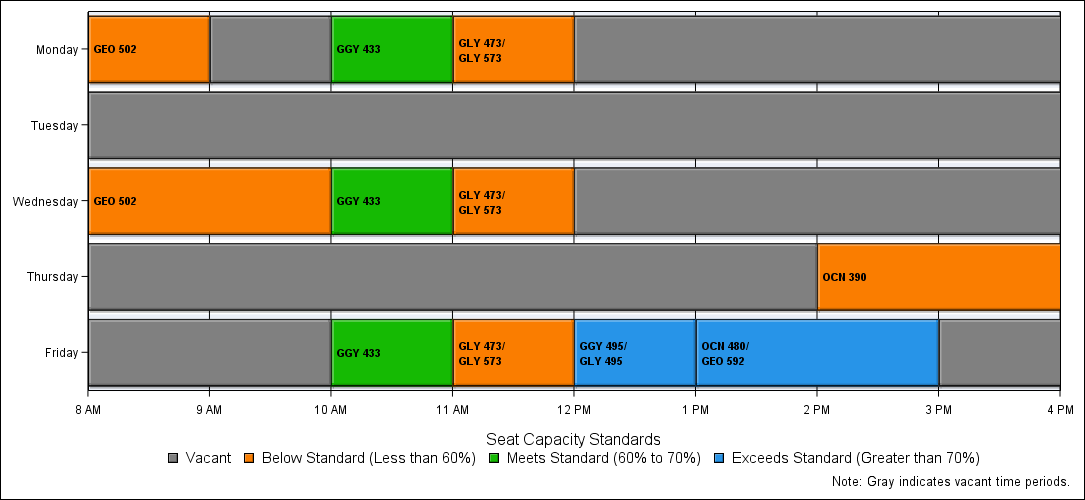 Monday
GEO 502
GGY 433
GLY 473/
GLY 573
Tuesday
Wednesday
GEO 502
GGY 433
GLY 473/
GLY 573
Thursday
OCN 390
Friday
GGY 433
GLY 473/
GLY 573
GGY 495/
GLY 495
OCN 480/
GEO 592
8 AM 9 AM 10 AM 11 AM 12 PM 1 PM 2 PM 3 PM 4 PM
Seat Capacity Standards
Vacant Below Standard (Less than 60%) Meets Standard (60% to 70%) Exceeds Standard (Greater than 70%)
Note: Gray indicates vacant time periods.